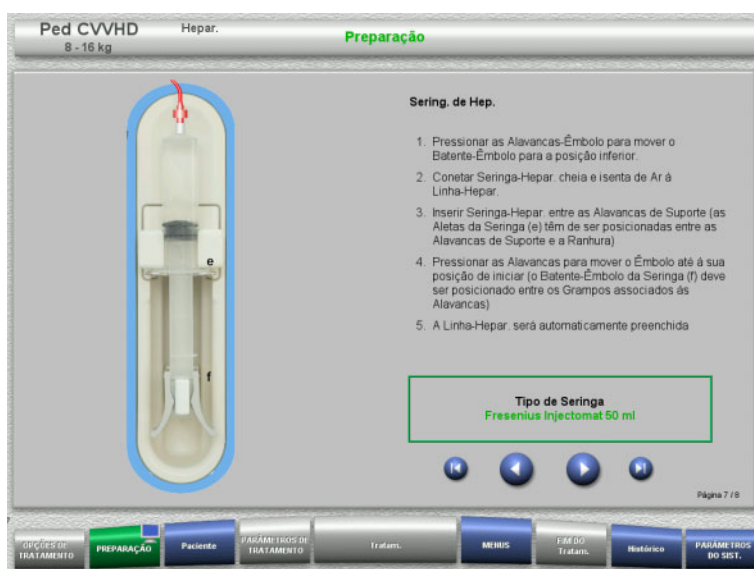 Ped CVVHD
8 - 16 kg
Hepar.
Preparação
Sering. de Hep.
1. Pressionar as Alavancas-Êmbolo para mover o
Batente-Êmbolo para a posição inferior.
2. Conetar Seringa-Hepar. cheia e isenta de Ar à
Linha-Hepar.
3. Inserir Seringa-Hepar. entre as Alavancas de Suporte (as
Aletas da Seringa (e) têm de ser posicionadas entre as
Alavancas de Suporte e a Ranhura)
4. Pressionar as Alavancas para mover o Êmbolo até à sua
posição de iniciar (o Batente-Êmbolo da Seringa (f) deve
ser posicionado entre os Grampos associados às
Alavancas)
5. A Linha-Hepar. será automaticamente preenchida
e
f
Tipo de Seringa
Fresenius Injectomat 50 ml
Página 7 / 8
OPÇÕES DE
TRATAMENTO
PREPARAÇÃO
Paciente
PARÂMETROS DE
TRATAMENTO
Tratam.
MENUS
FIM DO
Tratam.
Histórico
PARÂMETROS
DO SIST.